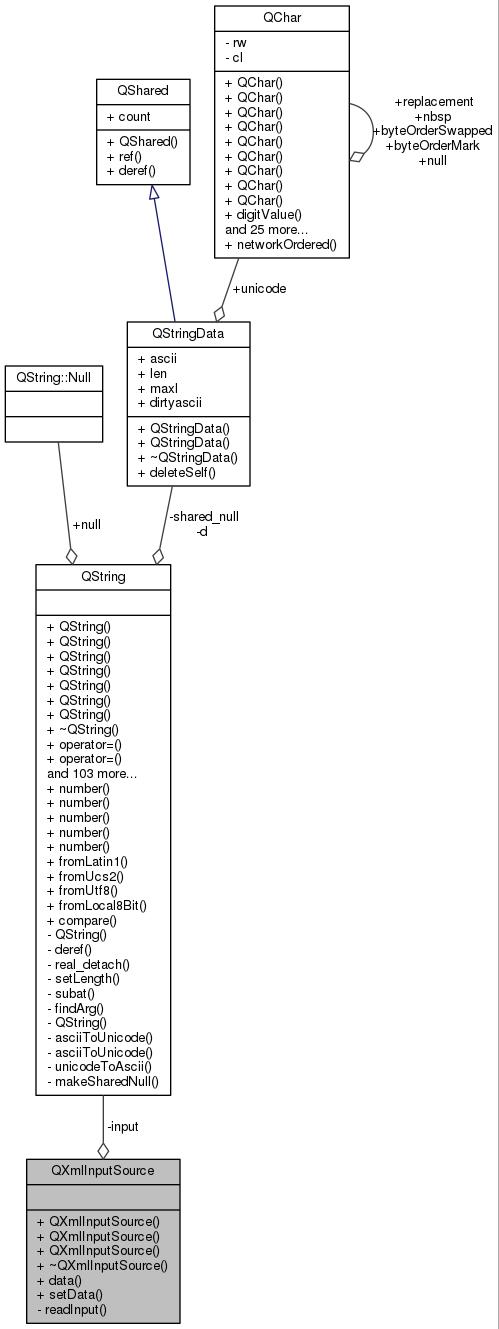 QChar
- rw
- cl
+ QChar()
+ QChar()
+ QChar()
+ QChar()
+ QChar()
+ QChar()
+ QChar()
+ QChar()
+ QChar()
+ digitValue()
and 25 more...
+ networkOrdered()
+replacement
+nbsp
+byteOrderSwapped
+byteOrderMark
+null
QShared
+ count
+ QShared()
+ ref()
+ deref()
+unicode
QStringData
+ ascii
+ len
+ maxl
+ dirtyascii
+ QStringData()
+ QStringData()
+ ~QStringData()
+ deleteSelf()
QString::Null
+null
-shared_null
-d
QString
+ QString()
+ QString()
+ QString()
+ QString()
+ QString()
+ QString()
+ QString()
+ ~QString()
+ operator=()
+ operator=()
and 103 more...
+ number()
+ number()
+ number()
+ number()
+ number()
+ fromLatin1()
+ fromUcs2()
+ fromUtf8()
+ fromLocal8Bit()
+ compare()
- QString()
- deref()
- real_detach()
- setLength()
- subat()
- findArg()
- QString()
- asciiToUnicode()
- asciiToUnicode()
- unicodeToAscii()
- makeSharedNull()
-input
QXmlInputSource
+ QXmlInputSource()
+ QXmlInputSource()
+ QXmlInputSource()
+ ~QXmlInputSource()
+ data()
+ setData()
- readInput()